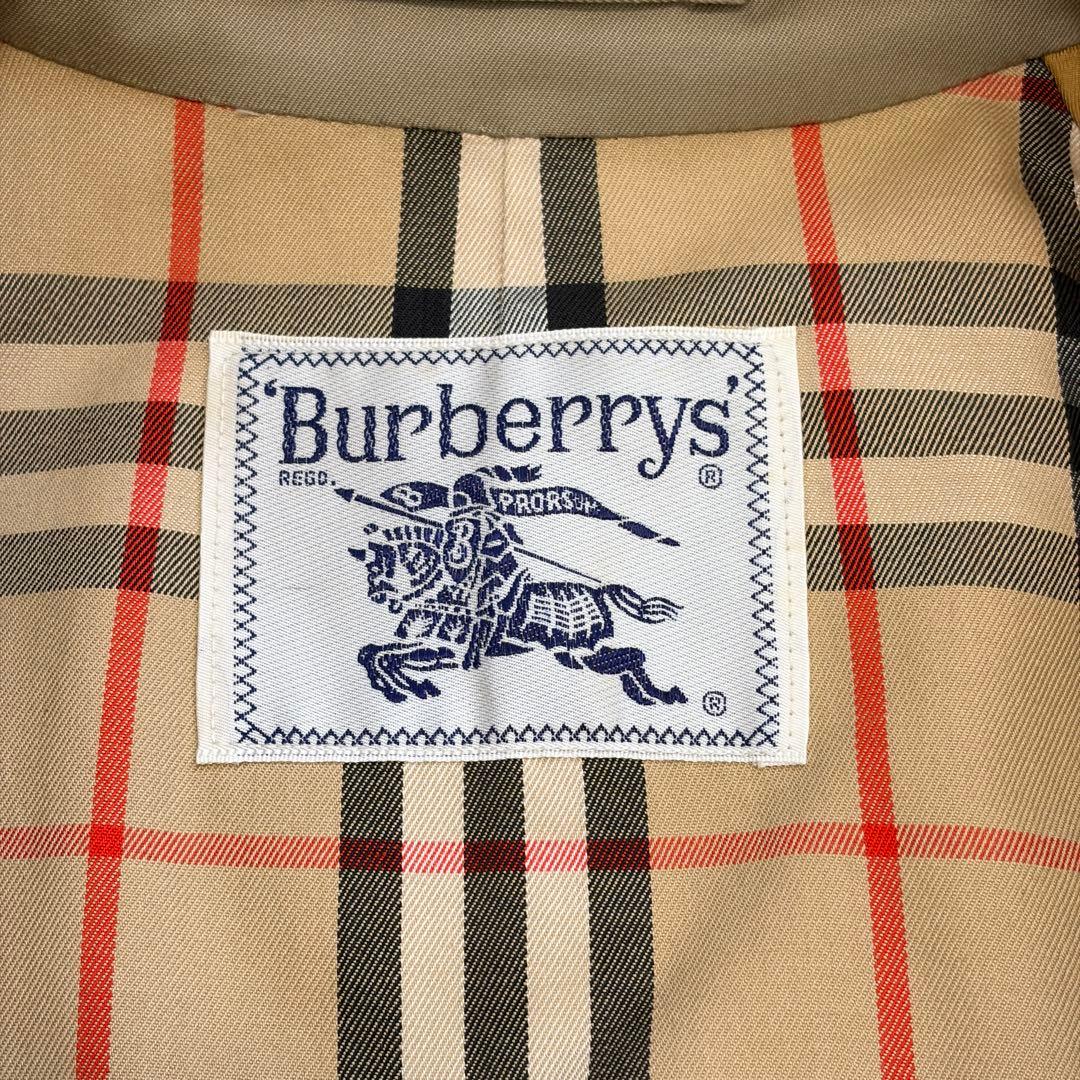 'Burberrys'
REGD. ®
B PRORSUM
B
®